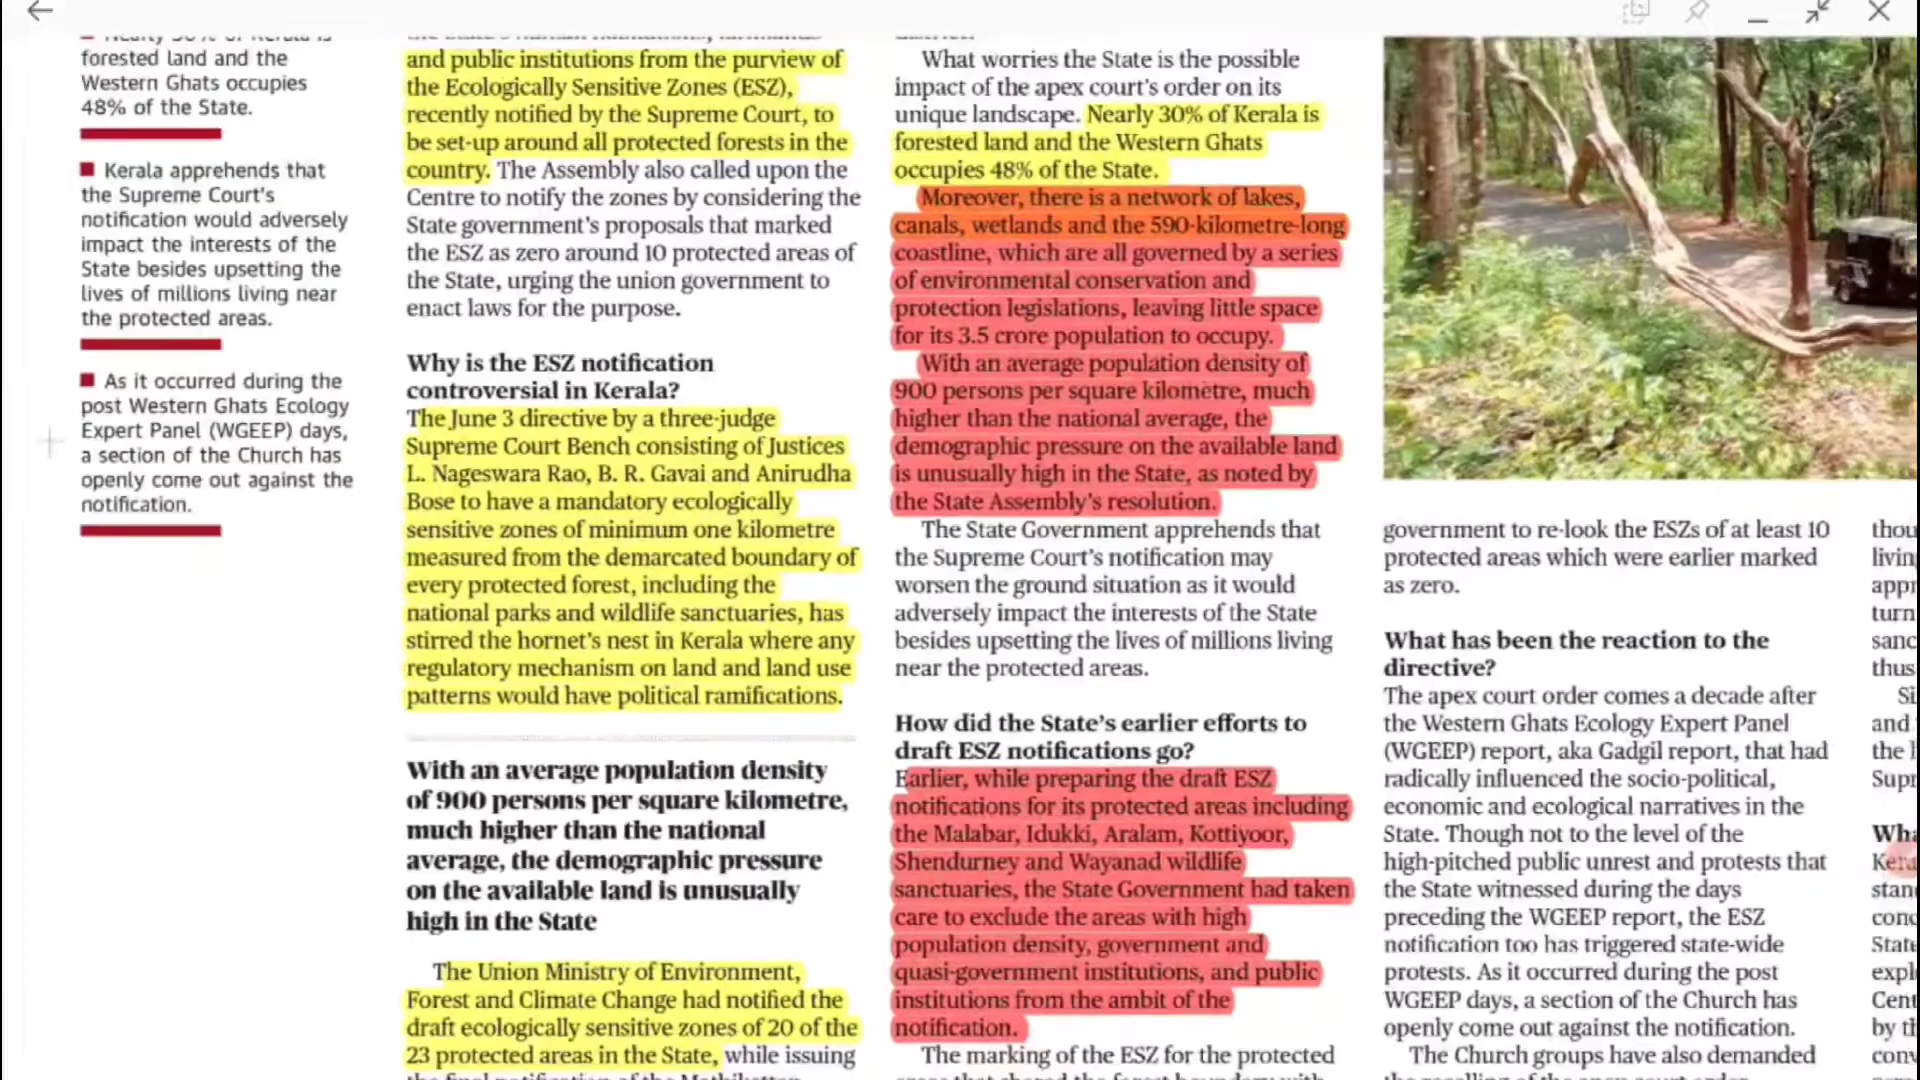 Nearly 30% of Kerala is
forested land and the
Western Ghats occupies
48% of the State.
Kerala apprehends that
the Supreme Court's
notification would adversely
impact the interests of the
State besides upsetting the
lives of millions living near
the protected areas.
As it occurred during the
post Western Ghats Ecology
Expert Panel (WGEEP) days,
a section of the Church has
openly come out against the
notification.
and public institutions from the purview of
the Ecologically Sensitive Zones (ESZ),
recently notified by the Supreme Court, to
be set-up around all protected forests in the
country. The Assembly also called upon the
Centre to notify the zones by considering the
State government's proposals that marked
the ESZ as zero around 10 protected areas of
the State, urging the union government to
enact laws for the purpose.
Why is the ESZ notification
controversial in Kerala?
The June 3 directive by a three-judge
Supreme Court Bench consisting of Justices
L. Nageswara Rao, B. R. Gavai and Anirudha
Bose to have a mandatory ecologically
sensitive zones of minimum one kilometre
measured from the demarcated boundary of
every protected forest, including the
national parks and wildlife sanctuaries, has
stirred the hornet's nest in Kerala where any
regulatory mechanism on land and land use
patterns would have political ramifications.
With an average population density
of 900 persons per square kilometre,
much higher than the national
average, the demographic pressure
on the available land is unusually
high in the State
The Union Ministry of Environment,
Forest and Climate Change had notified the
draft ecologically sensitive zones of 20 of the
23 protected areas in the State, while issuing
What worries the State is the possible
impact of the apex court's order on its
unique landscape. Nearly 30% of Kerala is
forested land and the Western Ghats
occupies 48% of the State.
Moreover, there is a network of lakes,
canals, wetlands and the 590-kilometre-long
coastline, which are all governed by a series
of environmental conservation and
protection legislations, leaving little space
for its 3.5 crore population to occupy.
With an average population density of
900 persons per square kilometre, much
higher than the national average, the
demographic pressure on the available land
is unusually high in the State, as noted by
the State Assembly's resolution.
The State Government apprehends that
the Supreme Court's notification may
worsen the ground situation as it would
adversely impact the interests of the State
besides upsetting the lives of millions living
near the protected areas.
How did the State's earlier efforts to
draft ESZ notifications go?
Earlier, while preparing the draft ESZ
notifications for its protected areas including
the Malabar, Idukki, Aralam, Kottiyoor,
Shendurney and Wayanad wildlife
sanctuaries, the State Government had taken
care to exclude the areas with high
population density, government and
quasi-government institutions, and public
institutions from the ambit of the
notification.
The marking of the ESZ for the protected
government to re-look the ESZs of at least 10
protected areas which were earlier marked
as zero.
What has been the reaction to the
directive?
The apex court order comes a decade after
the Western Ghats Ecology Expert Panel
(WGEEP) report, aka Gadgil report, that had
radically influenced the socio-political,
economic and ecological narratives in the
State. Though not to the level of the
high-pitched public unrest and protests that
the State witnessed during the days
preceding the WGEEP report, the ESZ
notification too has triggered state-wide
protests. As it occurred during the post
WGEEP days, a section of the Church has
openly come out against the notification.
The Church groups have also demanded